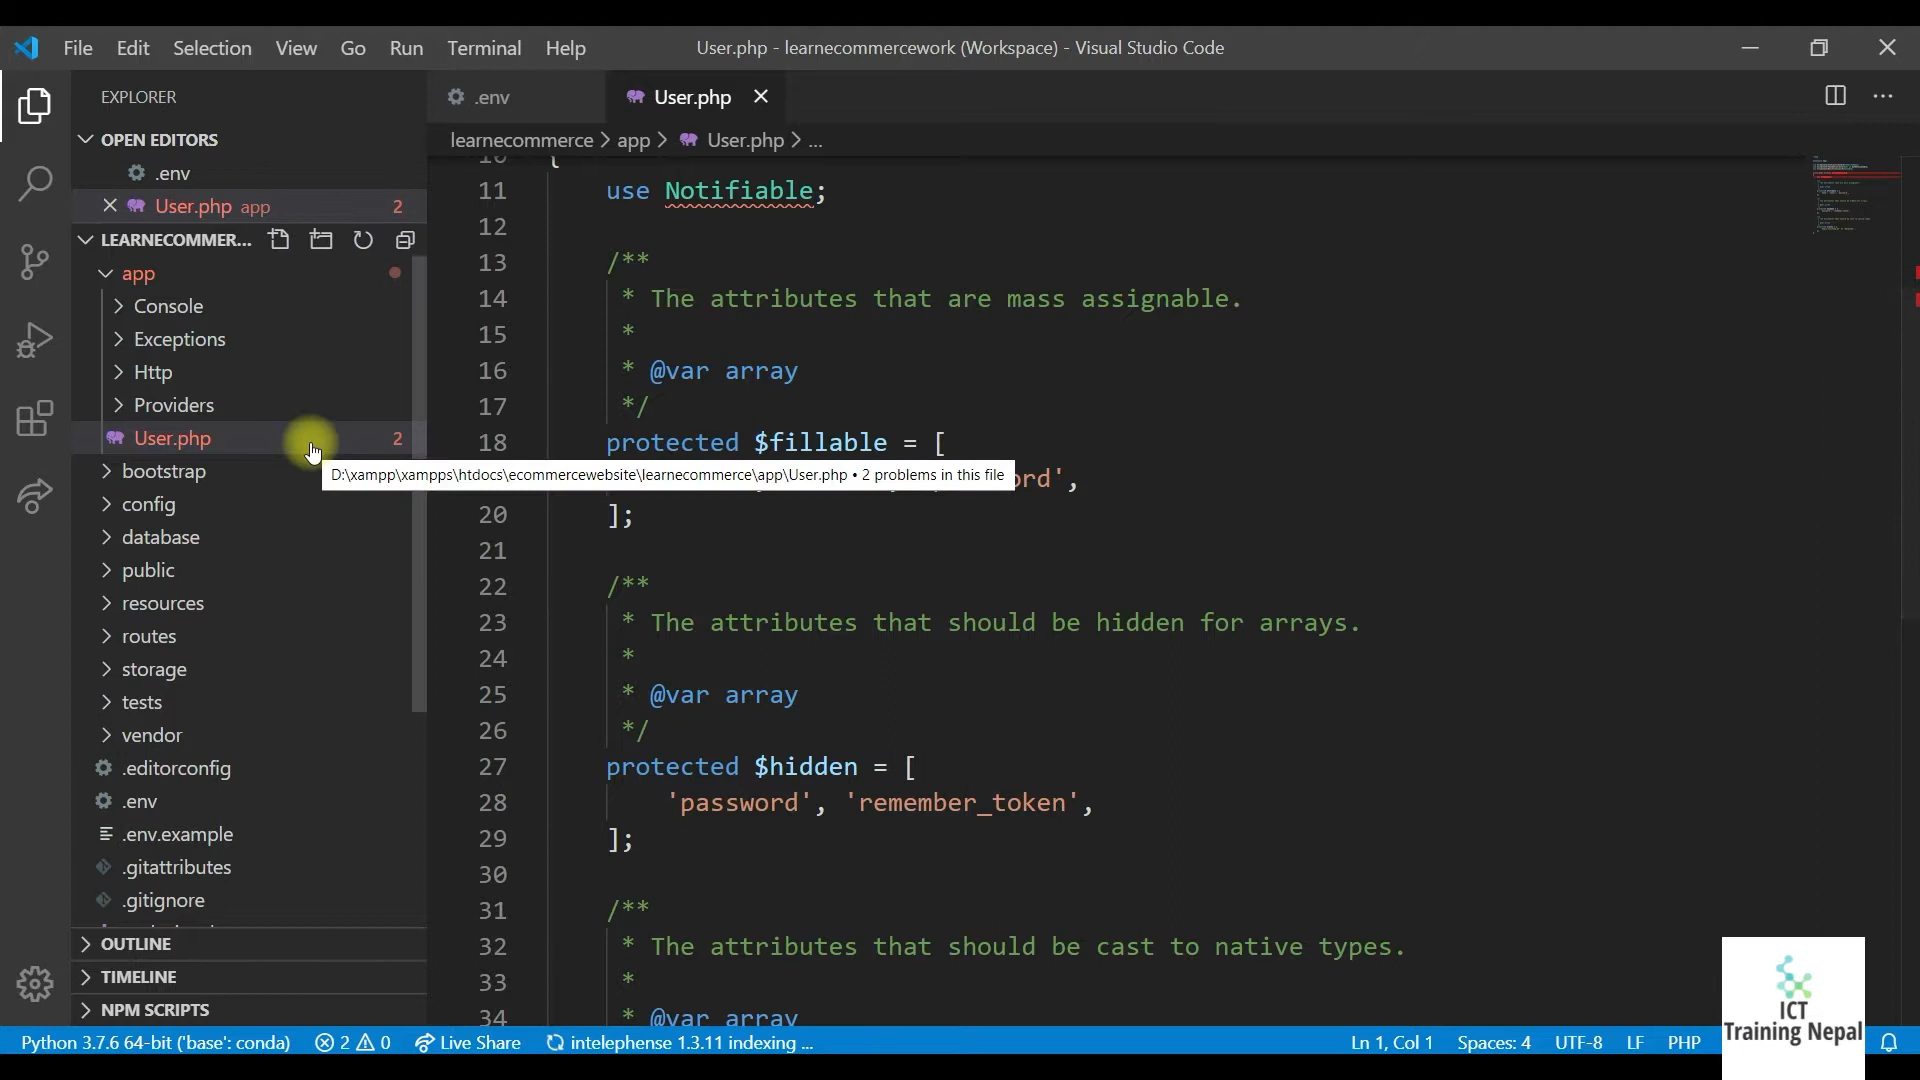 File Edit Selection View Go Run Terminal Help
User.php - learnecommercework (Workspace) - Visual Studio Code
EXPLORER
OPEN EDITORS
.env
User.php app 2
LEARNECOMMER...
app
Console
Exceptions
Http
Providers
User.php 2
bootstrap
config
database
public
resources
routes
storage
tests
vendor
.editorconfig
.env
.env.example
.gitattributes
.gitignore
OUTLINE
TIMELINE
NPM SCRIPTS
.env
User.php
learnecommerce > app > User.php > ...
10 {
11 use Notifiable;
12
13 /**
14 * The attributes that are mass assignable.
15 *
16 * @var array
17 */
18 protected $fillable = [
D:\xampp\xampps\htdocs\ecommercewebsite\learnecommerce\app\User.php • 2 problems in this file
ord',
20 ];
21
22 /**
23 * The attributes that should be hidden for arrays.
24 *
25 * @var array
26 */
27 protected $hidden = [
28 'password', 'remember_token',
29 ];
30
31 /**
32 * The attributes that should be cast to native types.
33 *
34 * @var array
ICT
Training Nepal
Python 3.7.6 64-bit ('base': conda) 2 0 Live Share intelephense 1.3.11 indexing ... Ln 1, Col 1 Spaces: 4 UTF-8 LF PHP